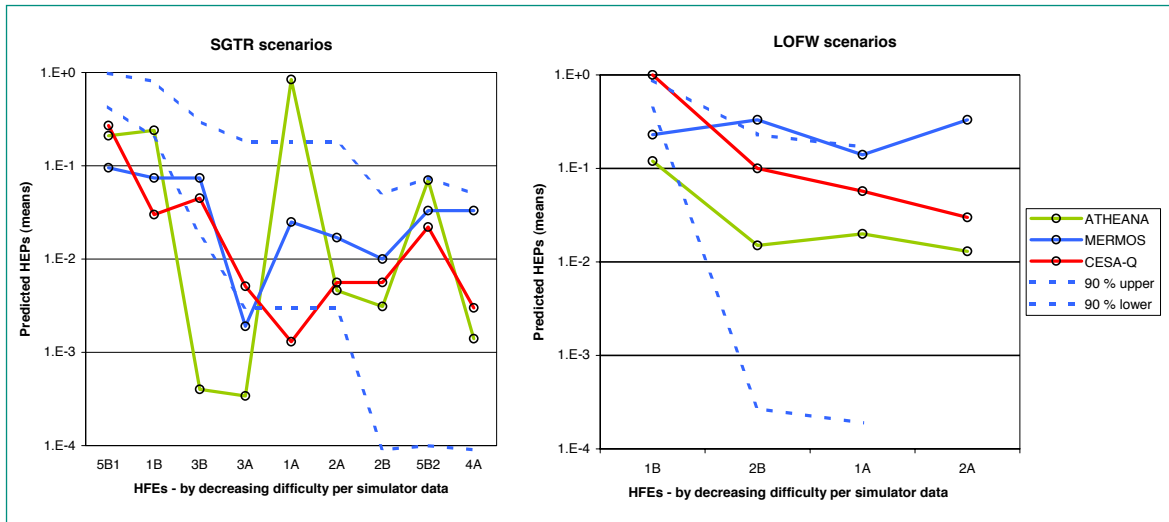 SGTR scenarios
1.E+0
1.E-1
1.E-2
1.E-3
1.E-4
Predicted HEPs (means)
5B1 1B 3B 3A 1A 2A 2B 5B2 4A
HFEs - by decreasing difficulty per simulator data
LOFW scenarios
1.E+0
1.E-1
1.E-2
1.E-3
1.E-4
Predicted HEPs (means)
1B 2B 1A 2A
HFEs - by decreasing difficulty per simulator data
ATHEANA
MERMOS
CESA-Q
90 % upper
90 % lower